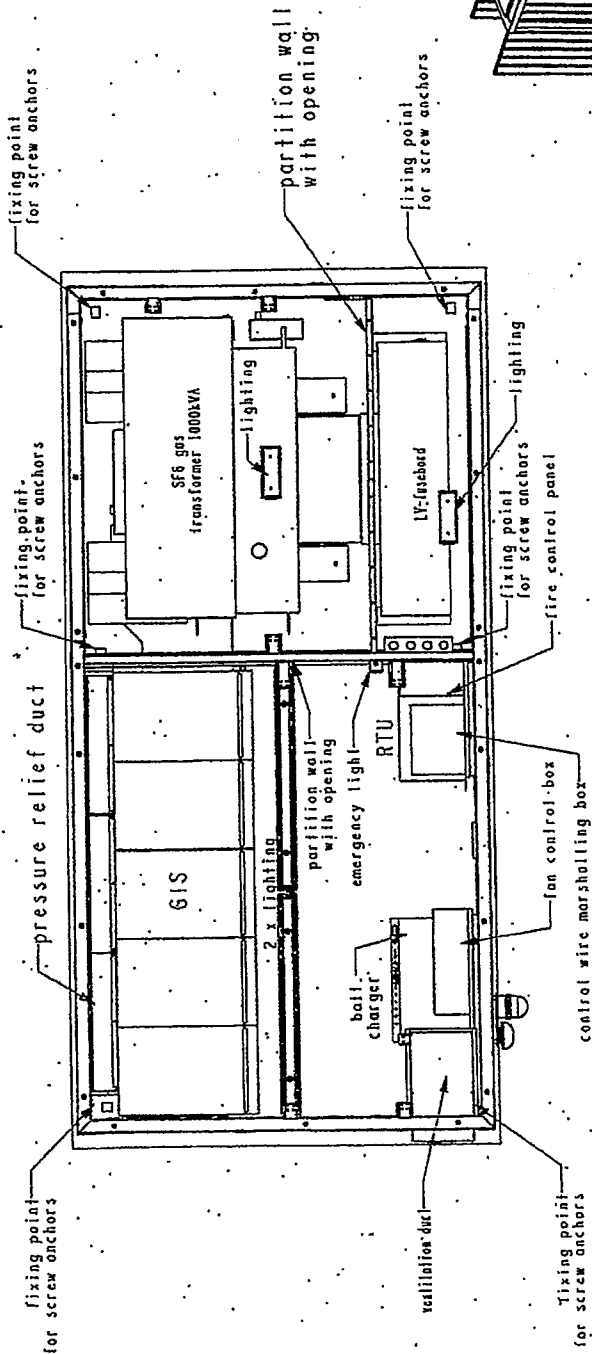 fixing point
for screw anchors
pressure relief duct
fixing point
for screw anchors
fixing point
for screw anchors
GIS
SF6 gas
transformer 1000kVA
lighting
partition wall
with opening
2 x lighting
partition wall
with opening
emergency light
RTU
LV-fusebord
batt.
charger
fixing point
for screw anchors
lighting
fixing point
for screw anchors
fire control panel
ventilation duct
fan control box
control wire marshalling box
fixing point
for screw anchors